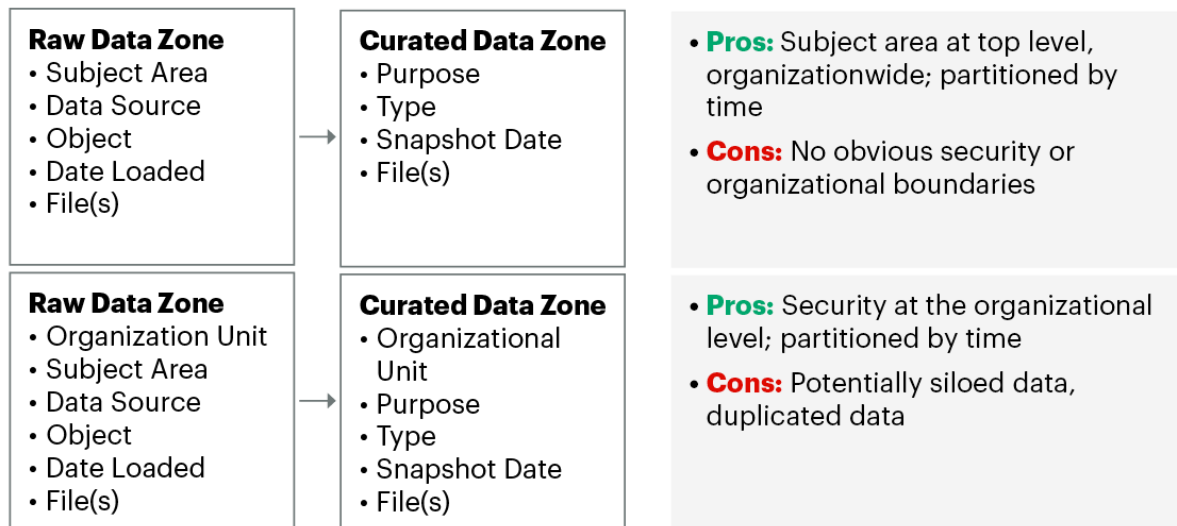 Raw Data Zone
• Subject Area
• Data Source
• Object
• Date Loaded
• File(s)
Curated Data Zone
• Purpose
• Type
• Snapshot Date
• File(s)
• Pros: Subject area at top level,
organizationwide; partitioned by
time
• Cons: No obvious security or
organizational boundaries
Raw Data Zone
• Organization Unit
• Subject Area
• Data Source
• Object
• Date Loaded
• File(s)
Curated Data Zone
• Organizational
Unit
• Purpose
• Type
• Snapshot Date
• File(s)
• Pros: Security at the organizational
level; partitioned by time
• Cons: Potentially siloed data,
duplicated data